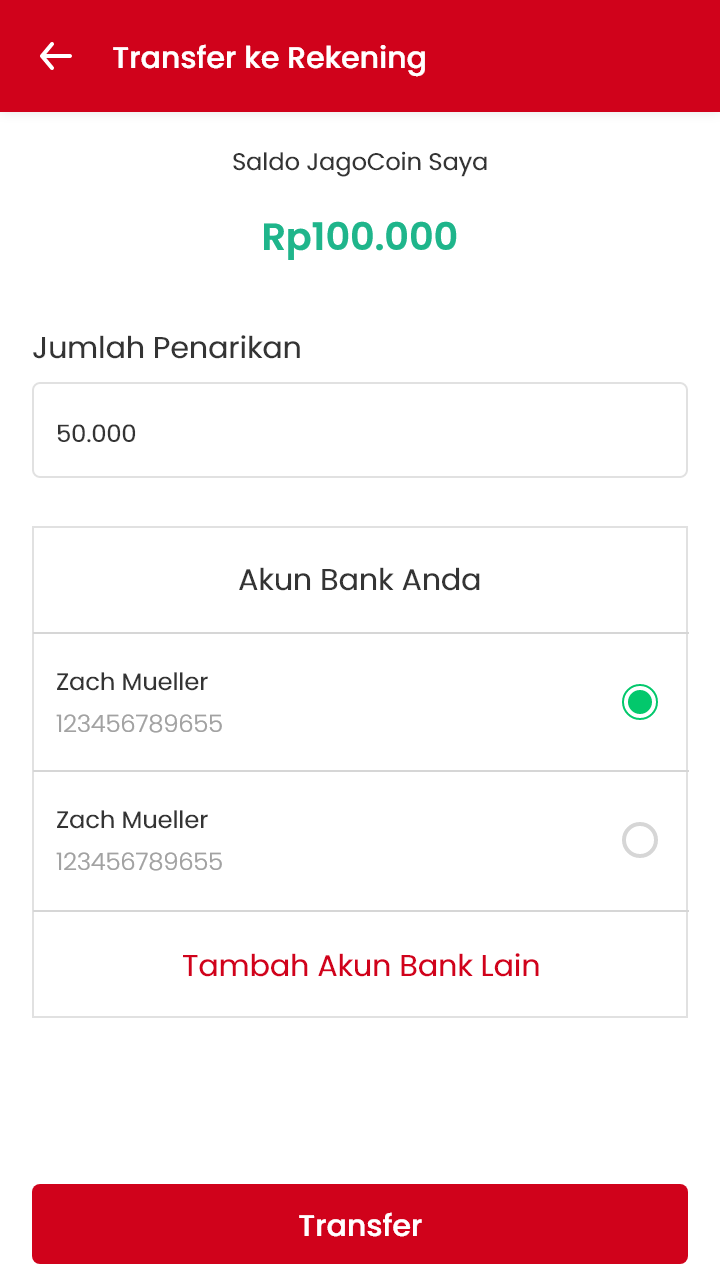 Transfer ke Rekening
Saldo JagoCoin Saya
Rp100.000
Jumlah Penarikan
50.000
Akun Bank Anda
Zach Mueller
123456789655
Zach Mueller
123456789655
Tambah Akun Bank Lain
Transfer